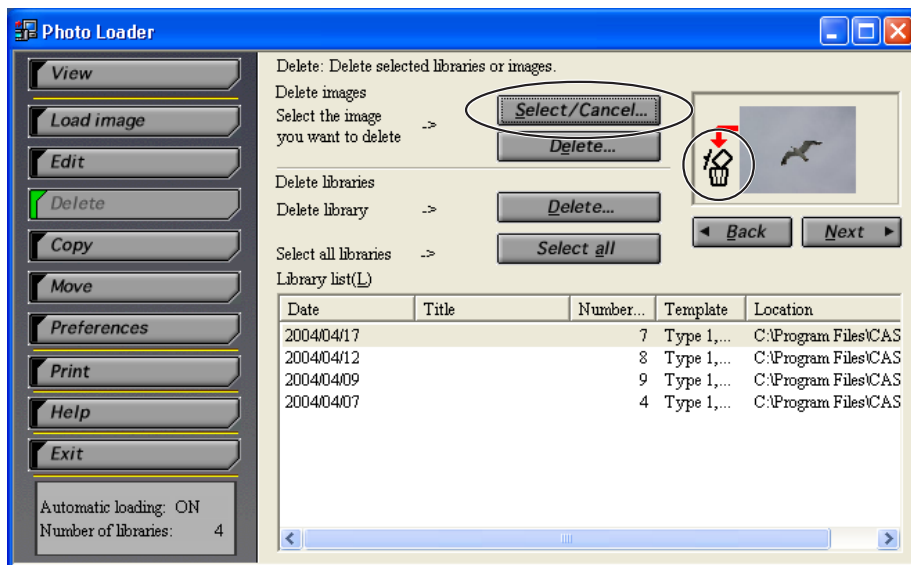 Photo Loader
View
Load image
Edit
Delete
Copy
Move
Preferences
Print
Help
Exit
Automatic loading: ON
Number of libraries: 4
Delete: Delete selected libraries or images.
Delete images
Select the image
you want to delete
->
Select/Cancel...
Delete...
Delete libraries
Delete library -> Delete...
Select all libraries -> Select all
Back Next
Library list(L)
Date Title Number... Template Location
2004/04/17 7 Type 1,... C:\Program Files\CAS
2004/04/12 8 Type 1,... C:\Program Files\CAS
2004/04/09 9 Type 1,... C:\Program Files\CAS
2004/04/07 4 Type 1,... C:\Program Files\CAS